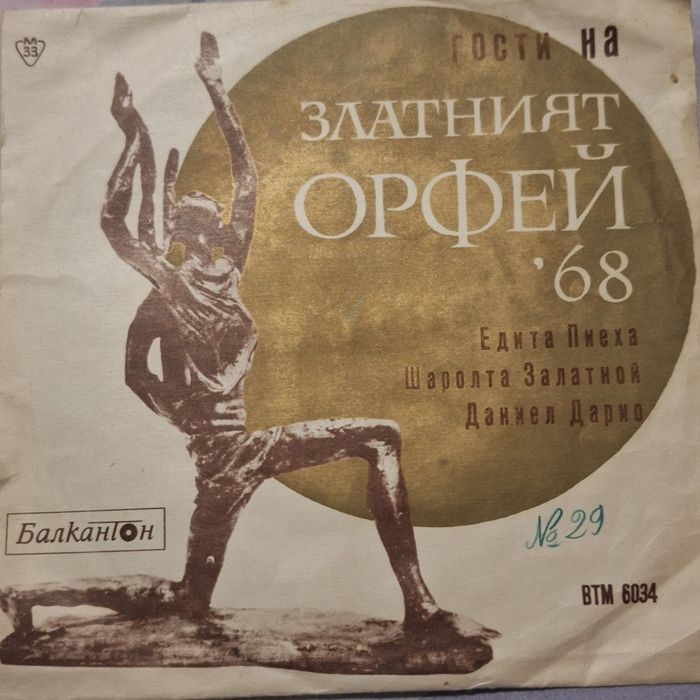 М
33
ГОСТИ НА
ЗЛАТНИЯТ
ОРФЕЙ
'68
ЕДИТА ПИЕХА
ШАРОЛТА ЗАЛАТНОЙ
ДАНИЕЛ ДАРИО
№ 29
БалканТон
ВТМ 6034